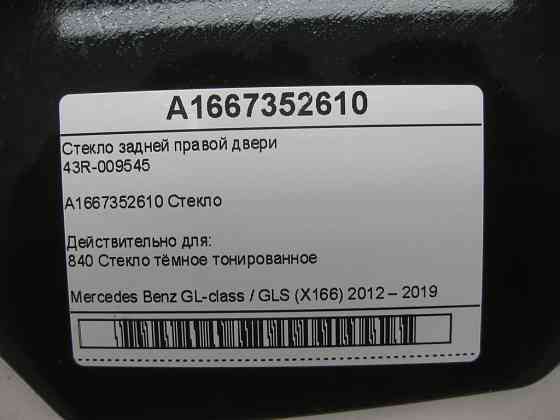 A1667352610
Стекло задней правой двери
43R-009545
A1667352610 Стекло
Действительно для:
840 Стекло тёмное тонированное
Mercedes Benz GL-class / GLS (X166) 2012 – 2019